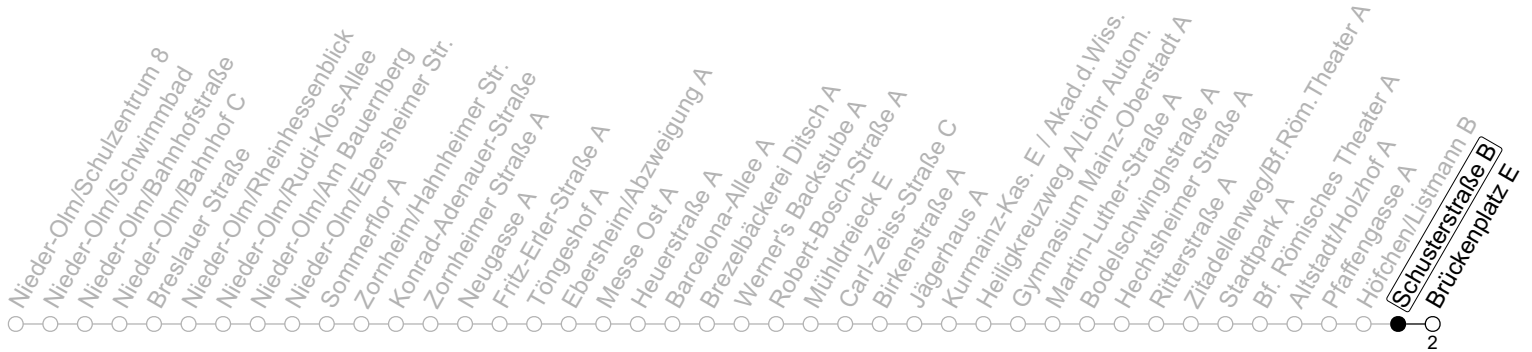 Nieder-Olm/Schulzentrum 8
Nieder-Olm/Schwimmbad
Nieder-Olm/Bahnhofstraße
Nieder-Olm/Bahnhof C
Breslauer Straße
Nieder-Olm/Rheinhessenblick
Nieder-Olm/Rudi-Klos-Allee
Nieder-Olm/Am Bauernberg
Nieder-Olm/Ebersheimer Str.
Sommerflor A
Zornheim/Hahnheimer Str.
Konrad-Adenauer-Straße
Zornheimer Straße A
Neugasse A
Fritz-Erler-Straße A
Töngeshof A
Ebersheim/Abzweigung A
Messe Ost A
Heuerstraße A
Barcelona-Allee A
Brezelbäckerei Ditsch A
Werner's Backstube A
Robert-Bosch-Straße A
Mühldreieck E
Carl-Zeiss-Straße C
Birkenstraße A
Jägerhaus A
Kurmainz-Kas. E / Akad.d.Wiss.
Heiligkreuzweg A/Löhr Autom.
Gymnasium Mainz-Oberstadt A
Martin-Luther-Straße A
Bodelschwinghstraße A
Hechtsheimer Straße A
Ritterstraße A
Zitadellenweg/Bf.Röm.Theater A
Stadtpark A
Bf. Römisches Theater A
Altstadt/Holzhof A
Pfaffengasse A
Höfchen/Listmann B
Schusterstraße B
Brückenplatz E
2